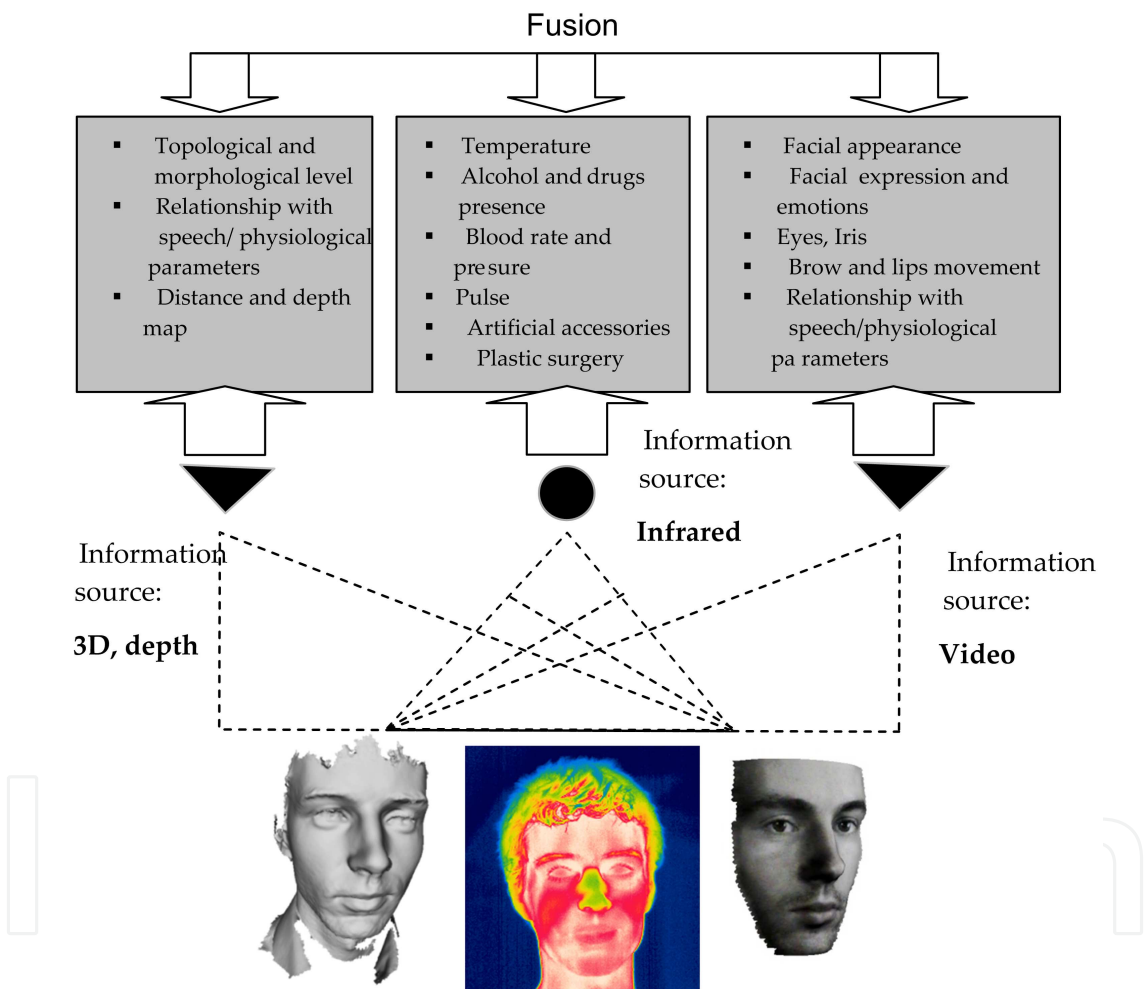 Fusion
▪ Topological and
morphological level
▪ Relationship with
speech/ physiological
parameters
▪ Distance and depth
map
▪ Temperature
▪ Alcohol and drugs
presence
▪ Blood rate and
pressure
▪ Pulse
▪ Artificial accessories
▪ Plastic surgery
▪ Facial appearance
▪ Facial expression and
emotions
▪ Eyes, Iris
▪ Brow and lips movement
▪ Relationship with
speech/physiological
pa rameters
Information
source:
3D, depth
Information
source:
Infrared
Information
source:
Video